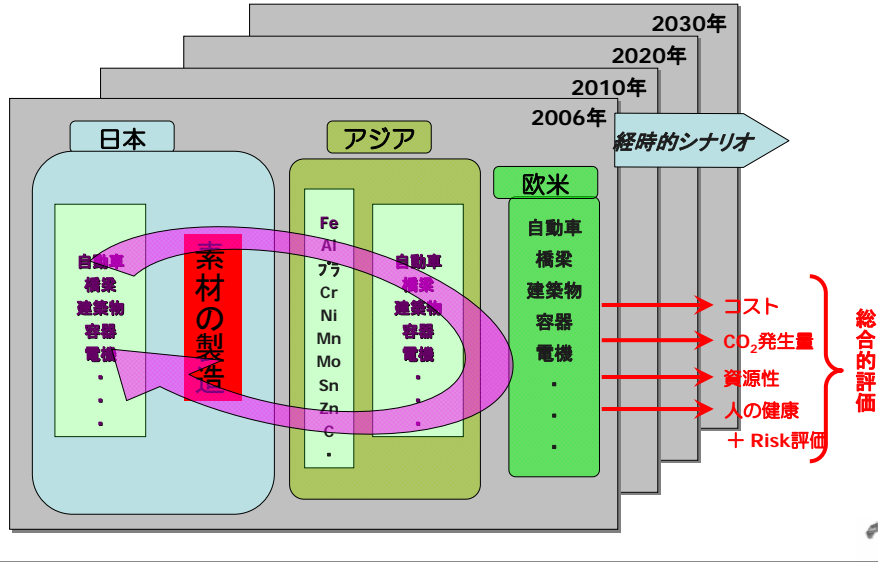 2030年
2020年
2010年
2006年
経時的シナリオ
日本
自動車
橋梁
建築物
容器
電機
・
・
・
素材の製造
アジア
Fe
Al
プラ
Cr
Ni
Mn
Mo
Sn
Zn
C
・
自動車
橋梁
建築物
容器
電機
・
・
・
欧米
自動車
橋梁
建築物
容器
電機
・
・
・
コスト
CO₂発生量
資源性
人の健康
＋ Risk評価
総合的評価